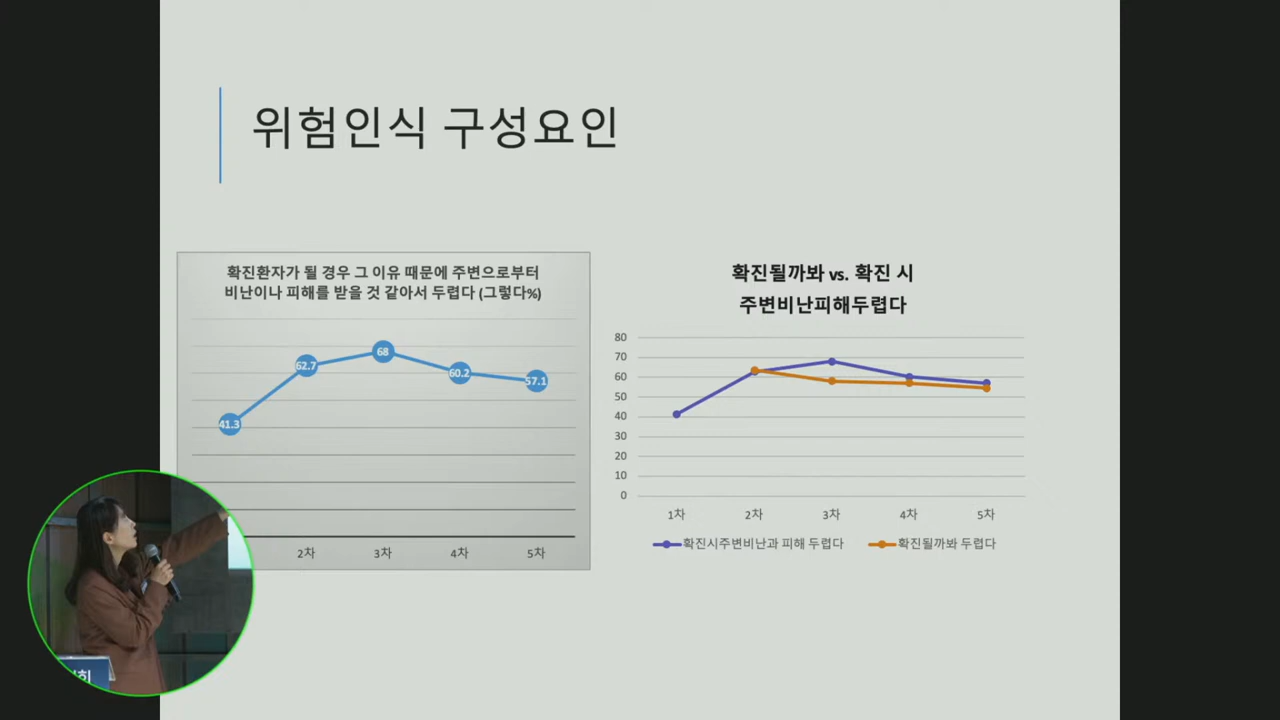 위험인식 구성요인
확진환자가 될 경우 그 이유 때문에 주변으로부터
비난이나 피해를 받을 것 같아서 두렵다 (그렇다%)
41.3
62.7
68
60.2
57.1
2차
3차
4차
5차
확진될까봐 vs. 확진 시
주변비난피해두렵다
80
70
60
50
40
30
20
10
0
1차
2차
3차
4차
5차
확진시주변비난과 피해 두렵다
확진될까봐 두렵다